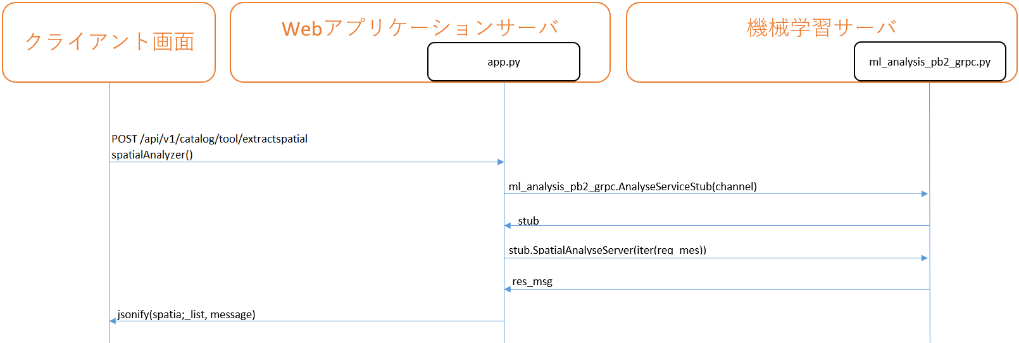 クライアント画面
Webアプリケーションサーバ
機械学習サーバ
app.py
ml_analysis_pb2_grpc.py
POST /api/v1/catalog/tool/extractspatial
spatialAnalyzer()
ml_analysis_pb2_grpc.AnalyseServiceStub(channel)
stub
stub.SpatialAnalyseServer(iter(req_mes))
res_msg
jsonify(spatia;_list, message)